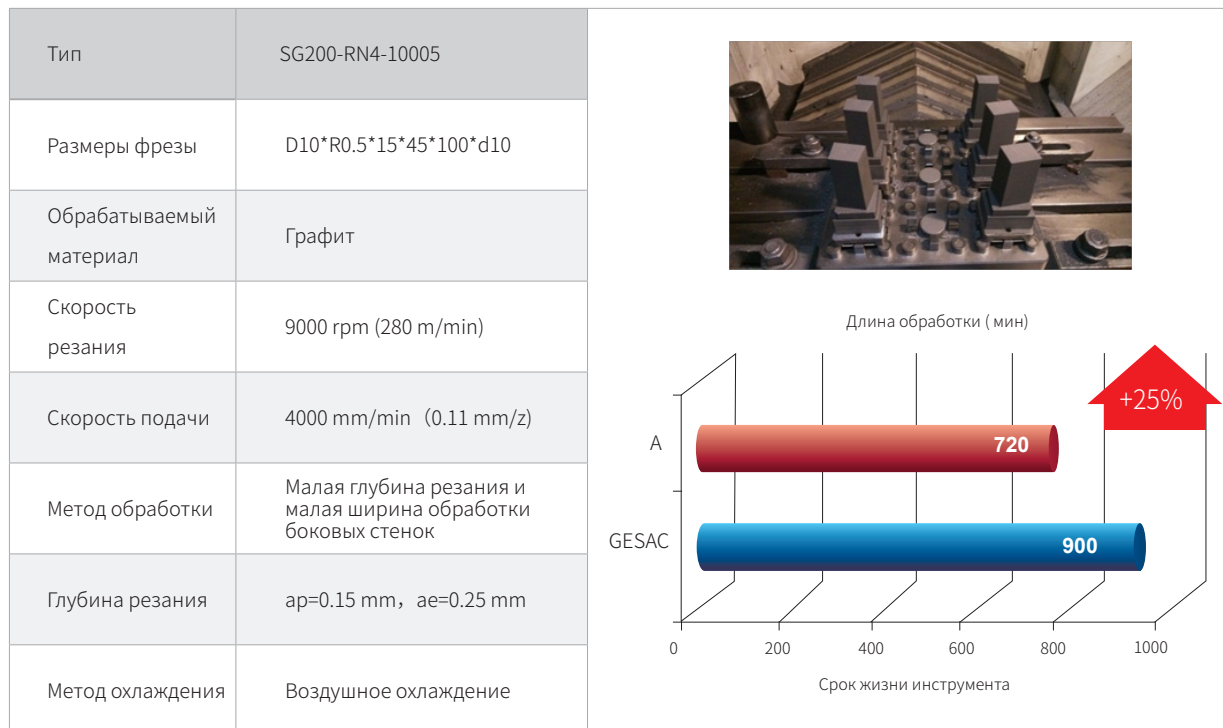 Тип
SG200-RN4-10005
Размеры фрезы
D10*R0.5*15*45*100*d10
Обрабатываемый
материал
Графит
Скорость
резания
9000 rpm (280 m/min)
Скорость подачи
4000 mm/min（0.11 mm/z)
Метод обработки
Малая глубина резания и
малая ширина обработки
боковых стенок
Глубина резания
ap=0.15 mm，ae=0.25 mm
Метод охлаждения
Воздушное охлаждение
Длина обработки ( мин)
+25%
A
720
GESAC
900
0 200 400 600 800 1000
Срок жизни инструмента